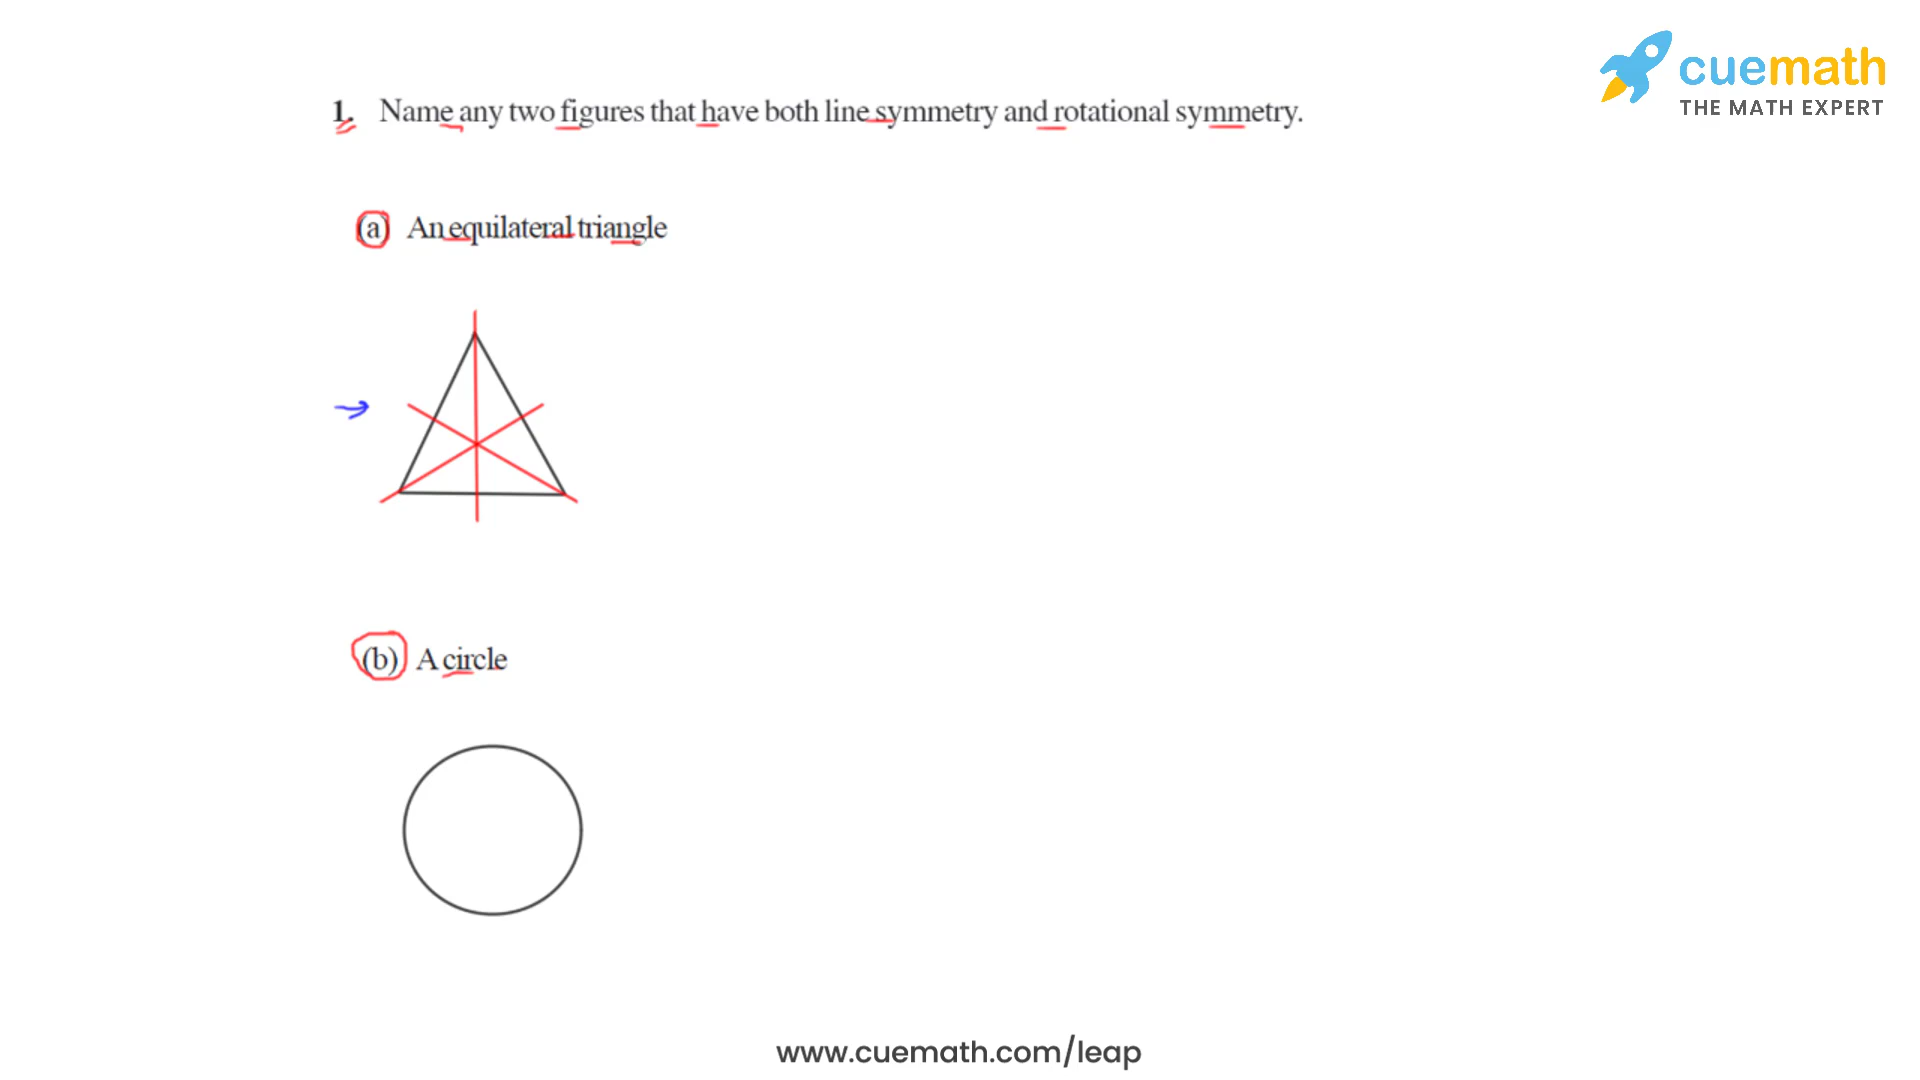 cuemath
THE MATH EXPERT
1. Name any two figures that have both line symmetry and rotational symmetry.
(a) An equilateral triangle
(b) A circle
www.cuemath.com/leap